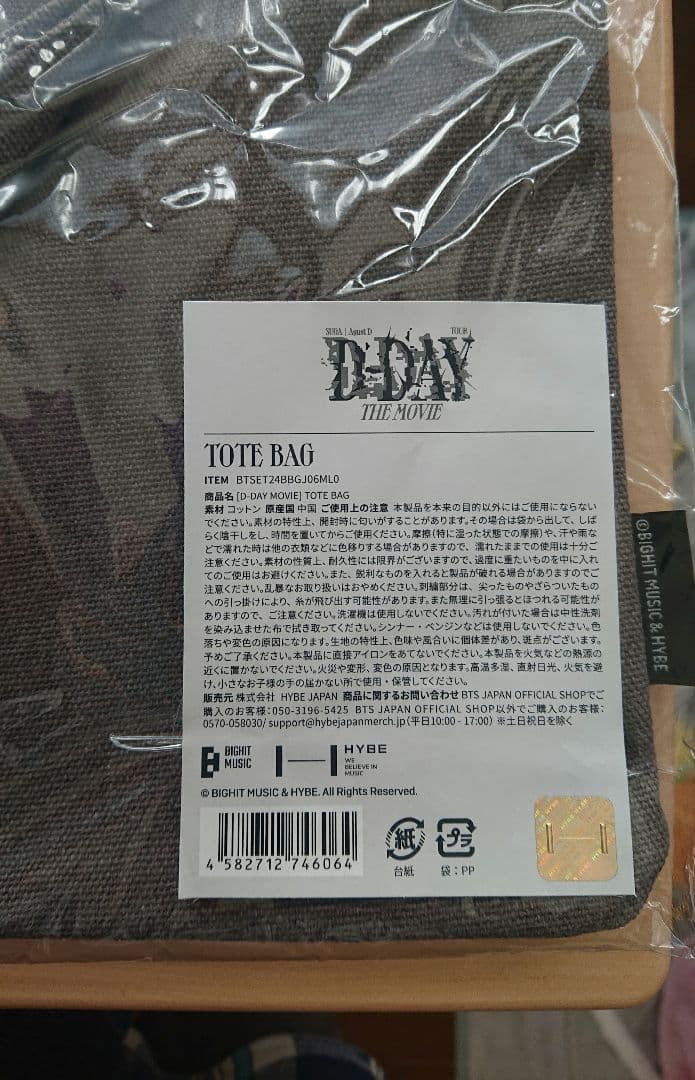 SUGA | Agust D TOUR
D-DAY
THE MOVIE
TOTE BAG
ITEM BTSET24BBGJ06ML0
商品名 [D-DAY MOVIE] TOTE BAG
素材 コットン 原産国 中国 ご使用上の注意 本製品を本来の目的以外にはご使用にならない
でください。素材の特性上、開封時に匂いがすることがあります。その場合は袋から出して、しば
らく陰干しをし、時間を置いてからご使用ください。摩擦(特に湿った状態での摩擦)や、汗や雨な
どで濡れた時は他の衣類などに色移りする場合がありますので、濡れたままでの使用は十分ご
注意ください。素材の性質上、耐久性には限界がございますので、過度に重たいものを中に入れ
てのご使用はお避けください。また、鋭利なものを入れると製品が破れる場合がありますのでご
注意ください。乱暴なお取り扱いはおやめください。刺繍部分は、尖ったものやざらついたもの
への引っ掛けにより、糸が飛び出す可能性があります。また無理に引っ張るとほつれる可能性が
ありますので、ご注意ください。洗濯機は使用しないでください。汚れが付いた場合は中性洗剤
を染み込ませた布で拭き取ってください。シンナー・ベンジンなどは使用しないでください。色
落ちや変色の原因になります。生地の特性上、色味や風合いに個体差があり、斑点がございます。
予めご了承ください。本製品に直接アイロンをあてないでください。本製品を火気などの熱源の
近くに置かないでください。火災や変形、変色の原因となります。高温多湿、直射日光、火気を避
け、小さなお子様の手の届かない所で使用・保管してください。
販売元 株式会社 HYBE JAPAN 商品に関するお問い合わせ BTS JAPAN OFFICIAL SHOPでご
購入のお客様:050-3196-5425 BTS JAPAN OFFICIAL SHOP以外でご購入のお客様:
0570-058030/ support@hybejapanmerch.jp(平日10:00 - 17:00) ※土日祝日を除く
BIGHIT
MUSIC
HYBE
WE
BELIEVE IN
MUSIC
© BIGHIT MUSIC & HYBE. All Rights Reserved.
4 582712 746064
紙
台紙
プラ
袋：PP
HYBE
©BIGHIT MUSIC & HYBE